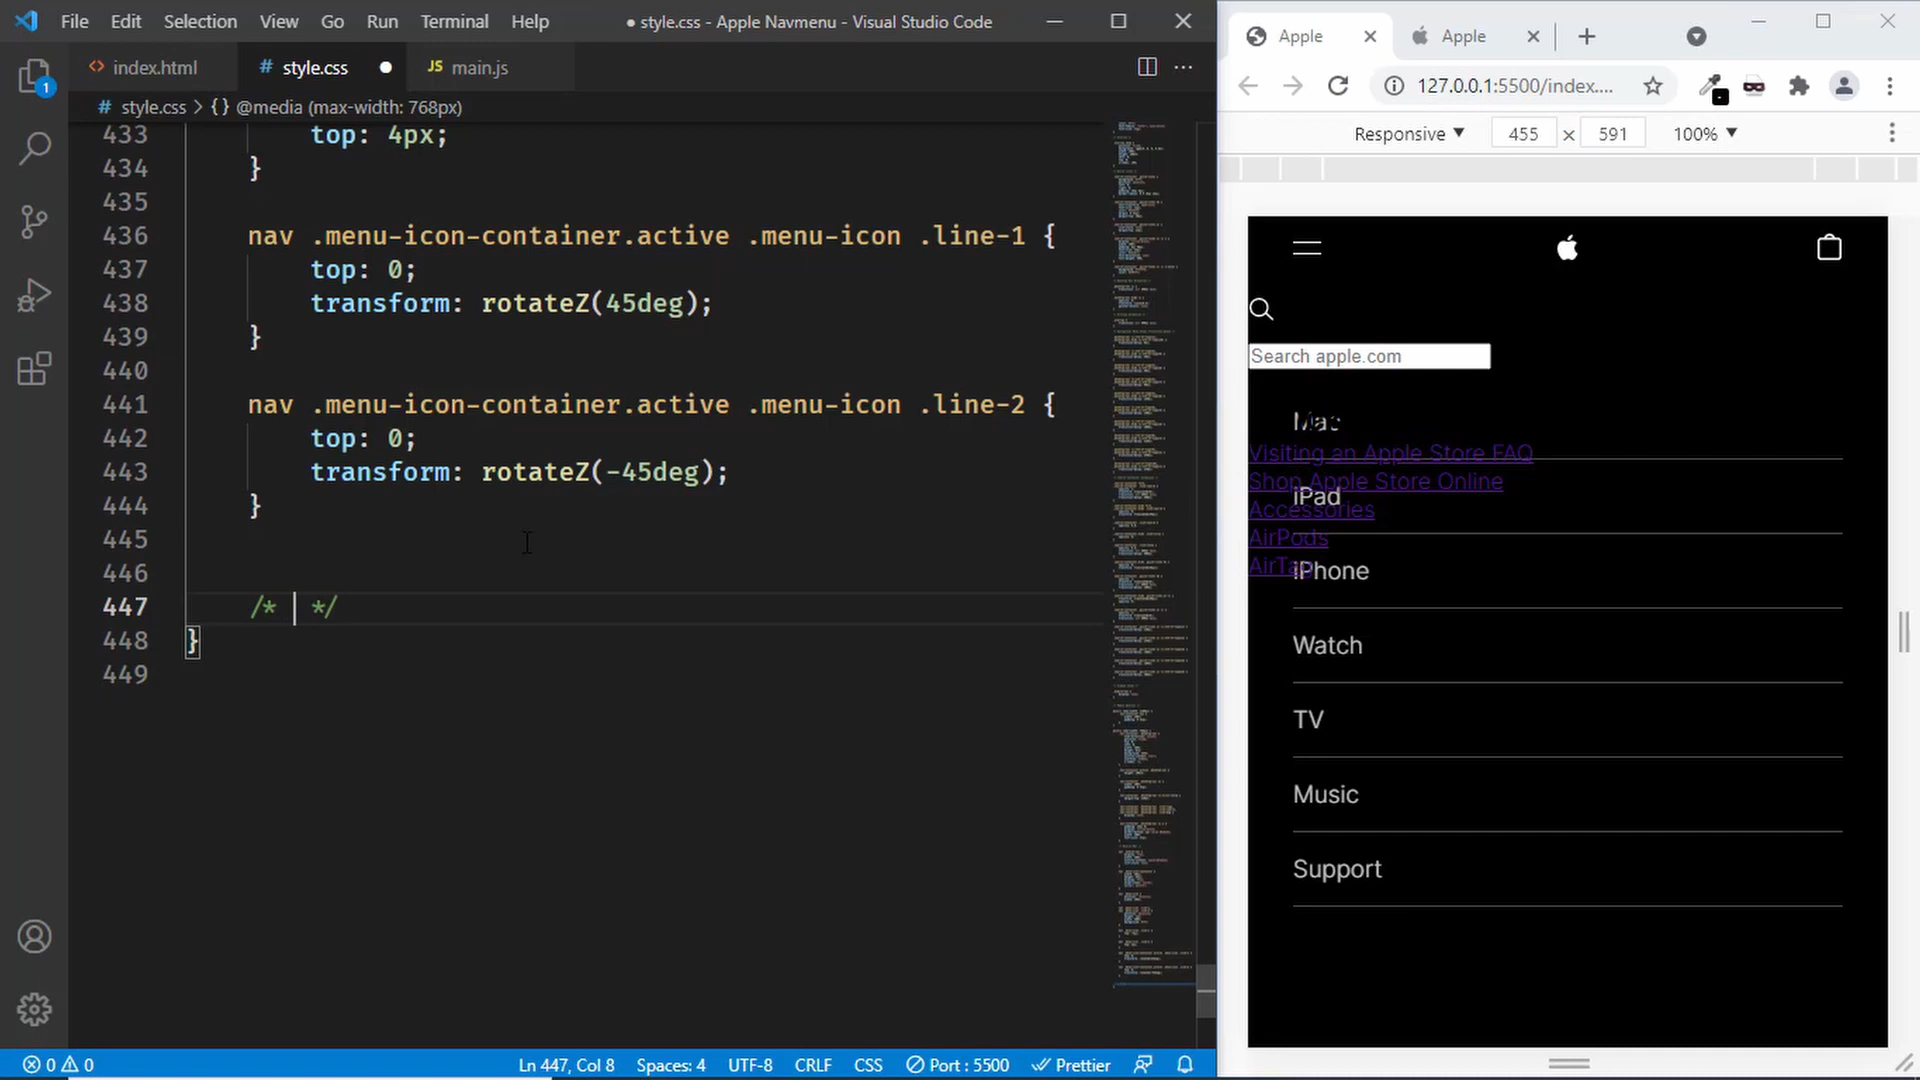 File Edit Selection View Go Run Terminal Help
● style.css - Apple Navmenu - Visual Studio Code
index.html
# style.css ●
JS main.js
# style.css > {} @media (max-width: 768px)
433 top: 4px;
434 }
435
436 nav .menu-icon-container.active .menu-icon .line-1 {
437 top: 0;
438 transform: rotateZ(45deg);
439 }
440
441 nav .menu-icon-container.active .menu-icon .line-2 {
442 top: 0;
443 transform: rotateZ(-45deg);
444 }
445
446
447 /* */
448 }
449
1
0 0
Ln 447, Col 8 Spaces: 4 UTF-8 CRLF CSS Port : 5500 Prettier
Apple
Apple
127.0.0.1:5500/index....
Responsive ▼ 455 × 591 100% ▼
Search apple.com
Mac
Visiting an Apple Store FAQ
Shop Apple Store Online
iPad
Accessories
AirPods
AirTag
iPhone
Watch
TV
Music
Support